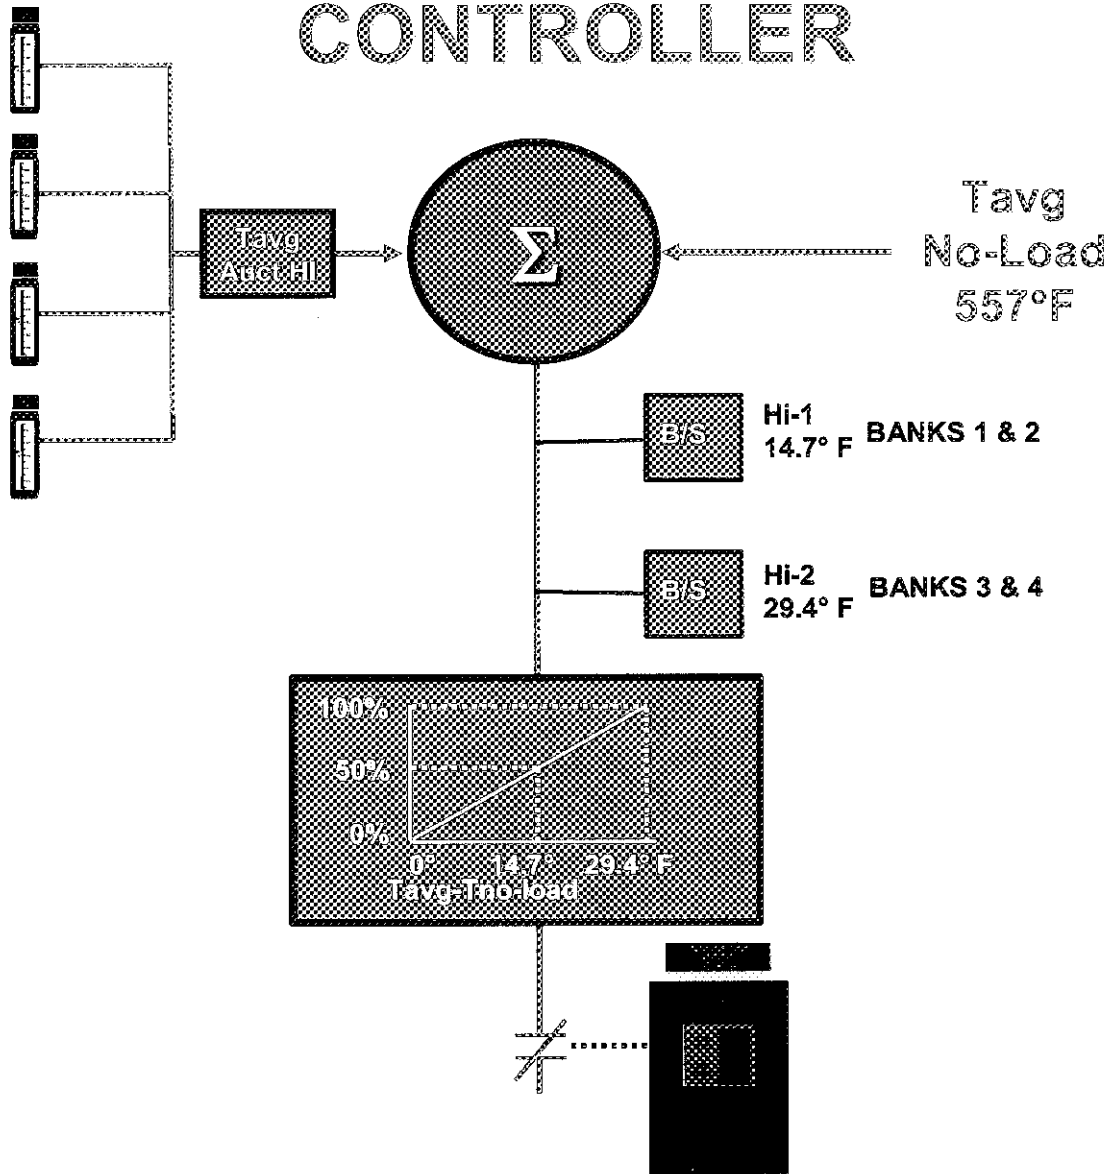 CONTROLLER
Tavg
Auct HI
Σ
Tavg
No-Load
557°F
B/S
Hi-1
14.7° F
BANKS 1 & 2
B/S
Hi-2
29.4° F
BANKS 3 & 4
100%
50%
0%
0° 14.7° 29.4° F
Tavg-Tno-load